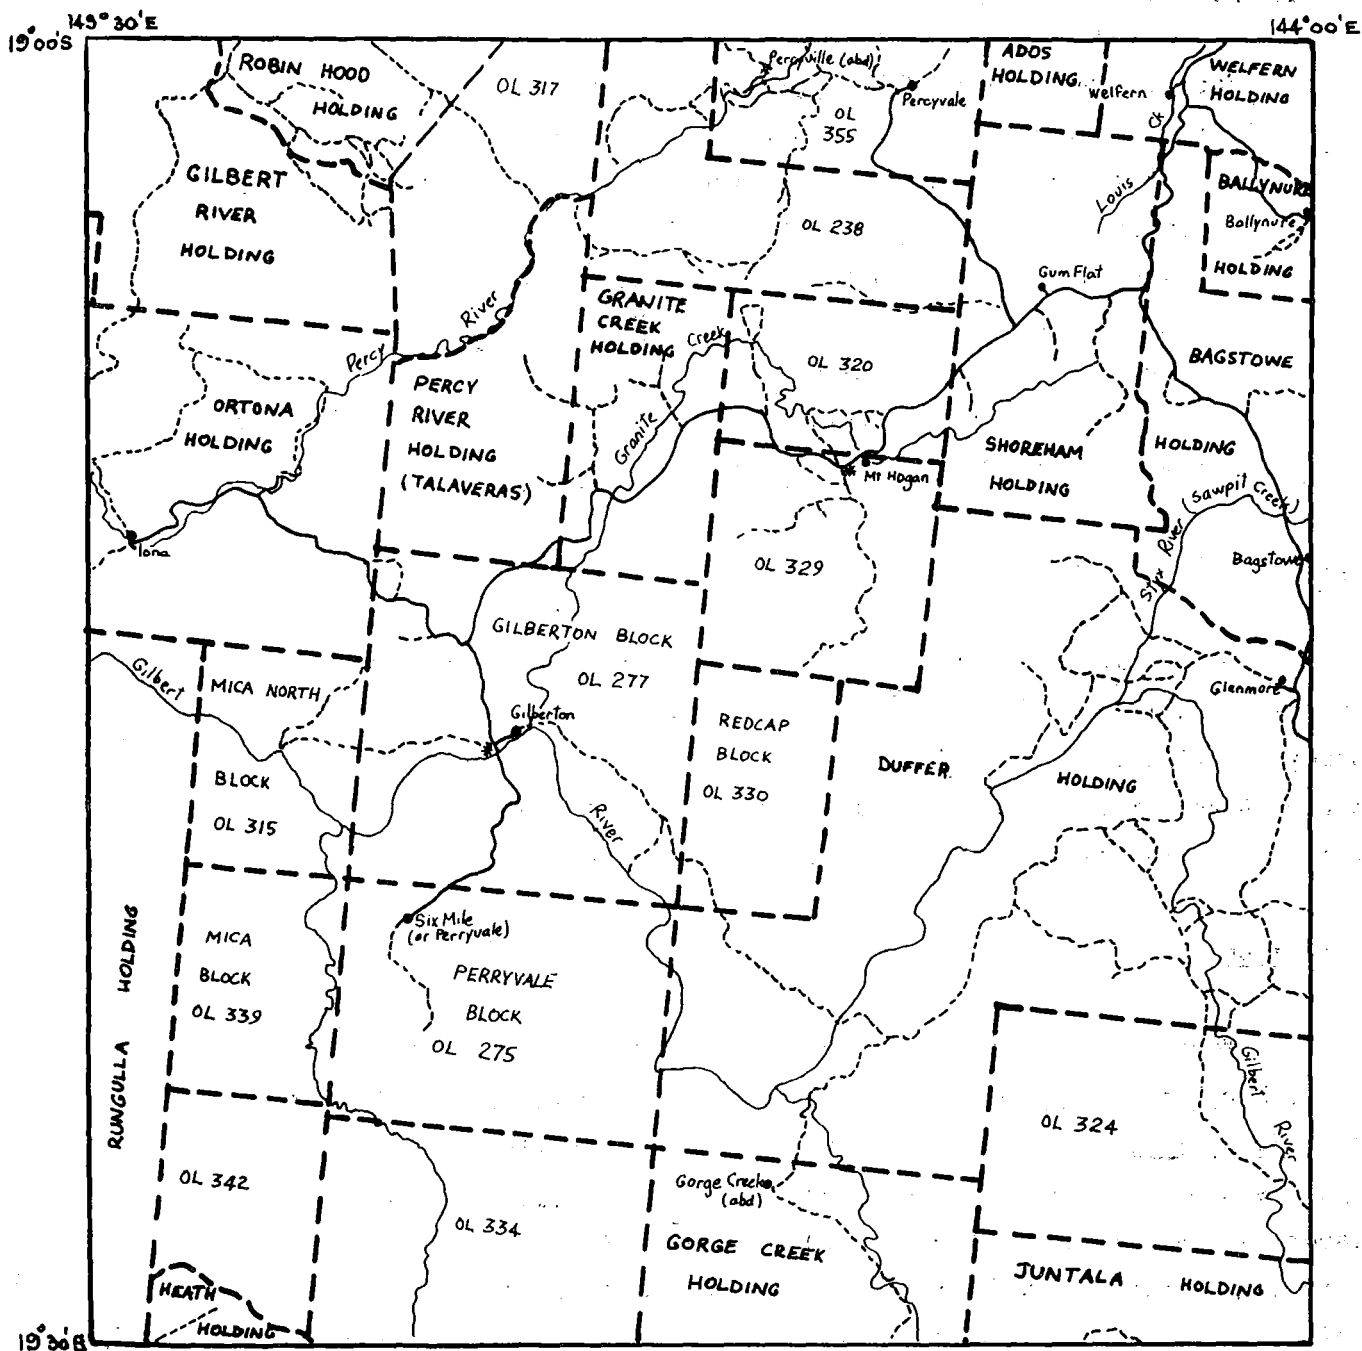 143° 30'E
144° 00'E
19° 00'S
ROBIN HOOD
HOLDING
OL 317
Percyville (abd)
OL
355
Percyvale
ADOS
HOLDING
Welfern
WELFERN
HOLDING
Ck
Louis
GILBERT
RIVER
HOLDING
OL 238
BALLYNURE
Ballynure
HOLDING
Gum Flat
GRANITE
CREEK
HOLDING
Creek
River
Percy
OL 320
BAGSTOWE
HOLDING
ORTONA
HOLDING
PERCY
RIVER
HOLDING
(TALAVERAS)
Granite
Mt Hogan
SHOREHAM
HOLDING
(Sawpit Creek)
Styx River
Bagstowe
Iona
OL 329
GILBERTON BLOCK
OL 277
Gilbert
MICA NORTH
BLOCK
OL 315
Gilberton
REDCAP
BLOCK
OL 330
Glenmore
DUFFER
HOLDING
River
Six Mile
(or Perryvale)
MICA
BLOCK
OL 339
PERRYVALE
BLOCK
OL 275
RUNGULLA HOLDING
OL 324
Gilbert
River
OL 342
Gorge Creek
(abd)
OL 334
GORGE CREEK
HOLDING
JUNTALA HOLDING
HEATH
HOLDING
19° 30'S